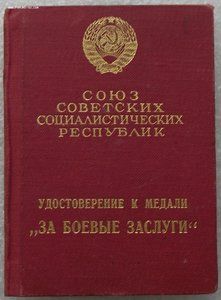 СОЮЗ
СОВЕТСКИХ
СОЦИАЛИСТИЧЕСКИХ
РЕСПУБЛИК
УДОСТОВЕРЕНИЕ К МЕДАЛИ
„ЗА БОЕВЫЕ ЗАСЛУГИ“